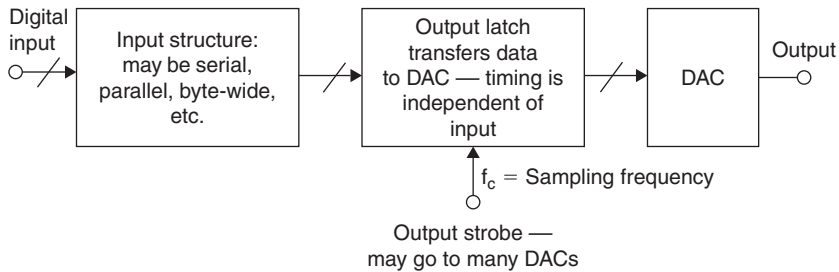 Digital
input
Input structure:
may be serial,
parallel, byte-wide,
etc.
Output latch
transfers data
to DAC — timing is
independent of
input
DAC
Output
f_c = Sampling frequency
Output strobe —
may go to many DACs